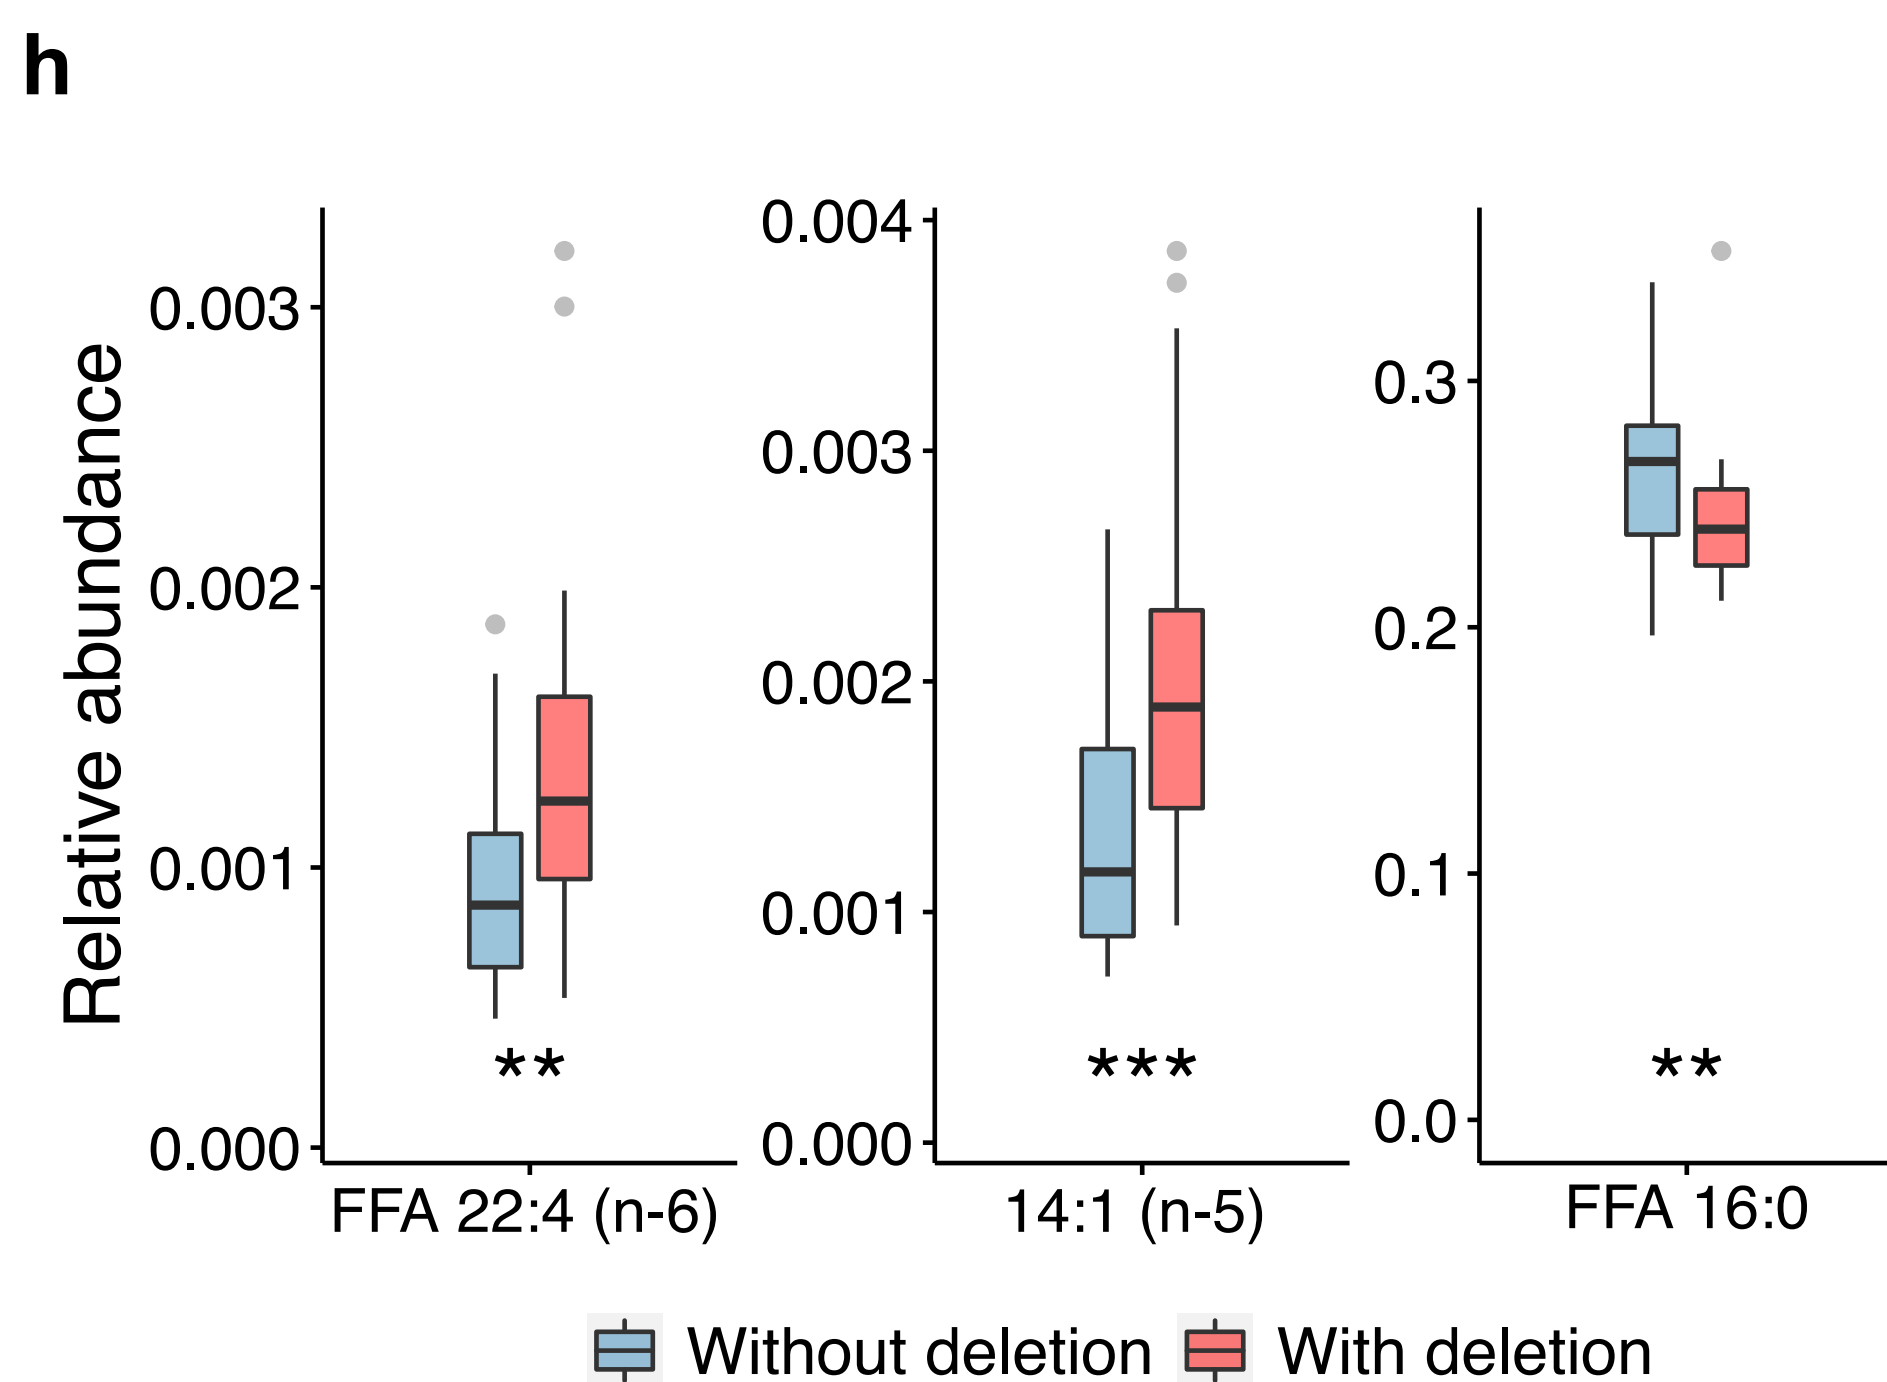 h
Relative abundance
0.003
0.002
0.001
0.000
**
FFA 22:4 (n-6)
0.004
0.003
0.002
0.001
0.000
***
14:1 (n-5)
0.3
0.2
0.1
0.0
**
FFA 16:0
Without deletion With deletion